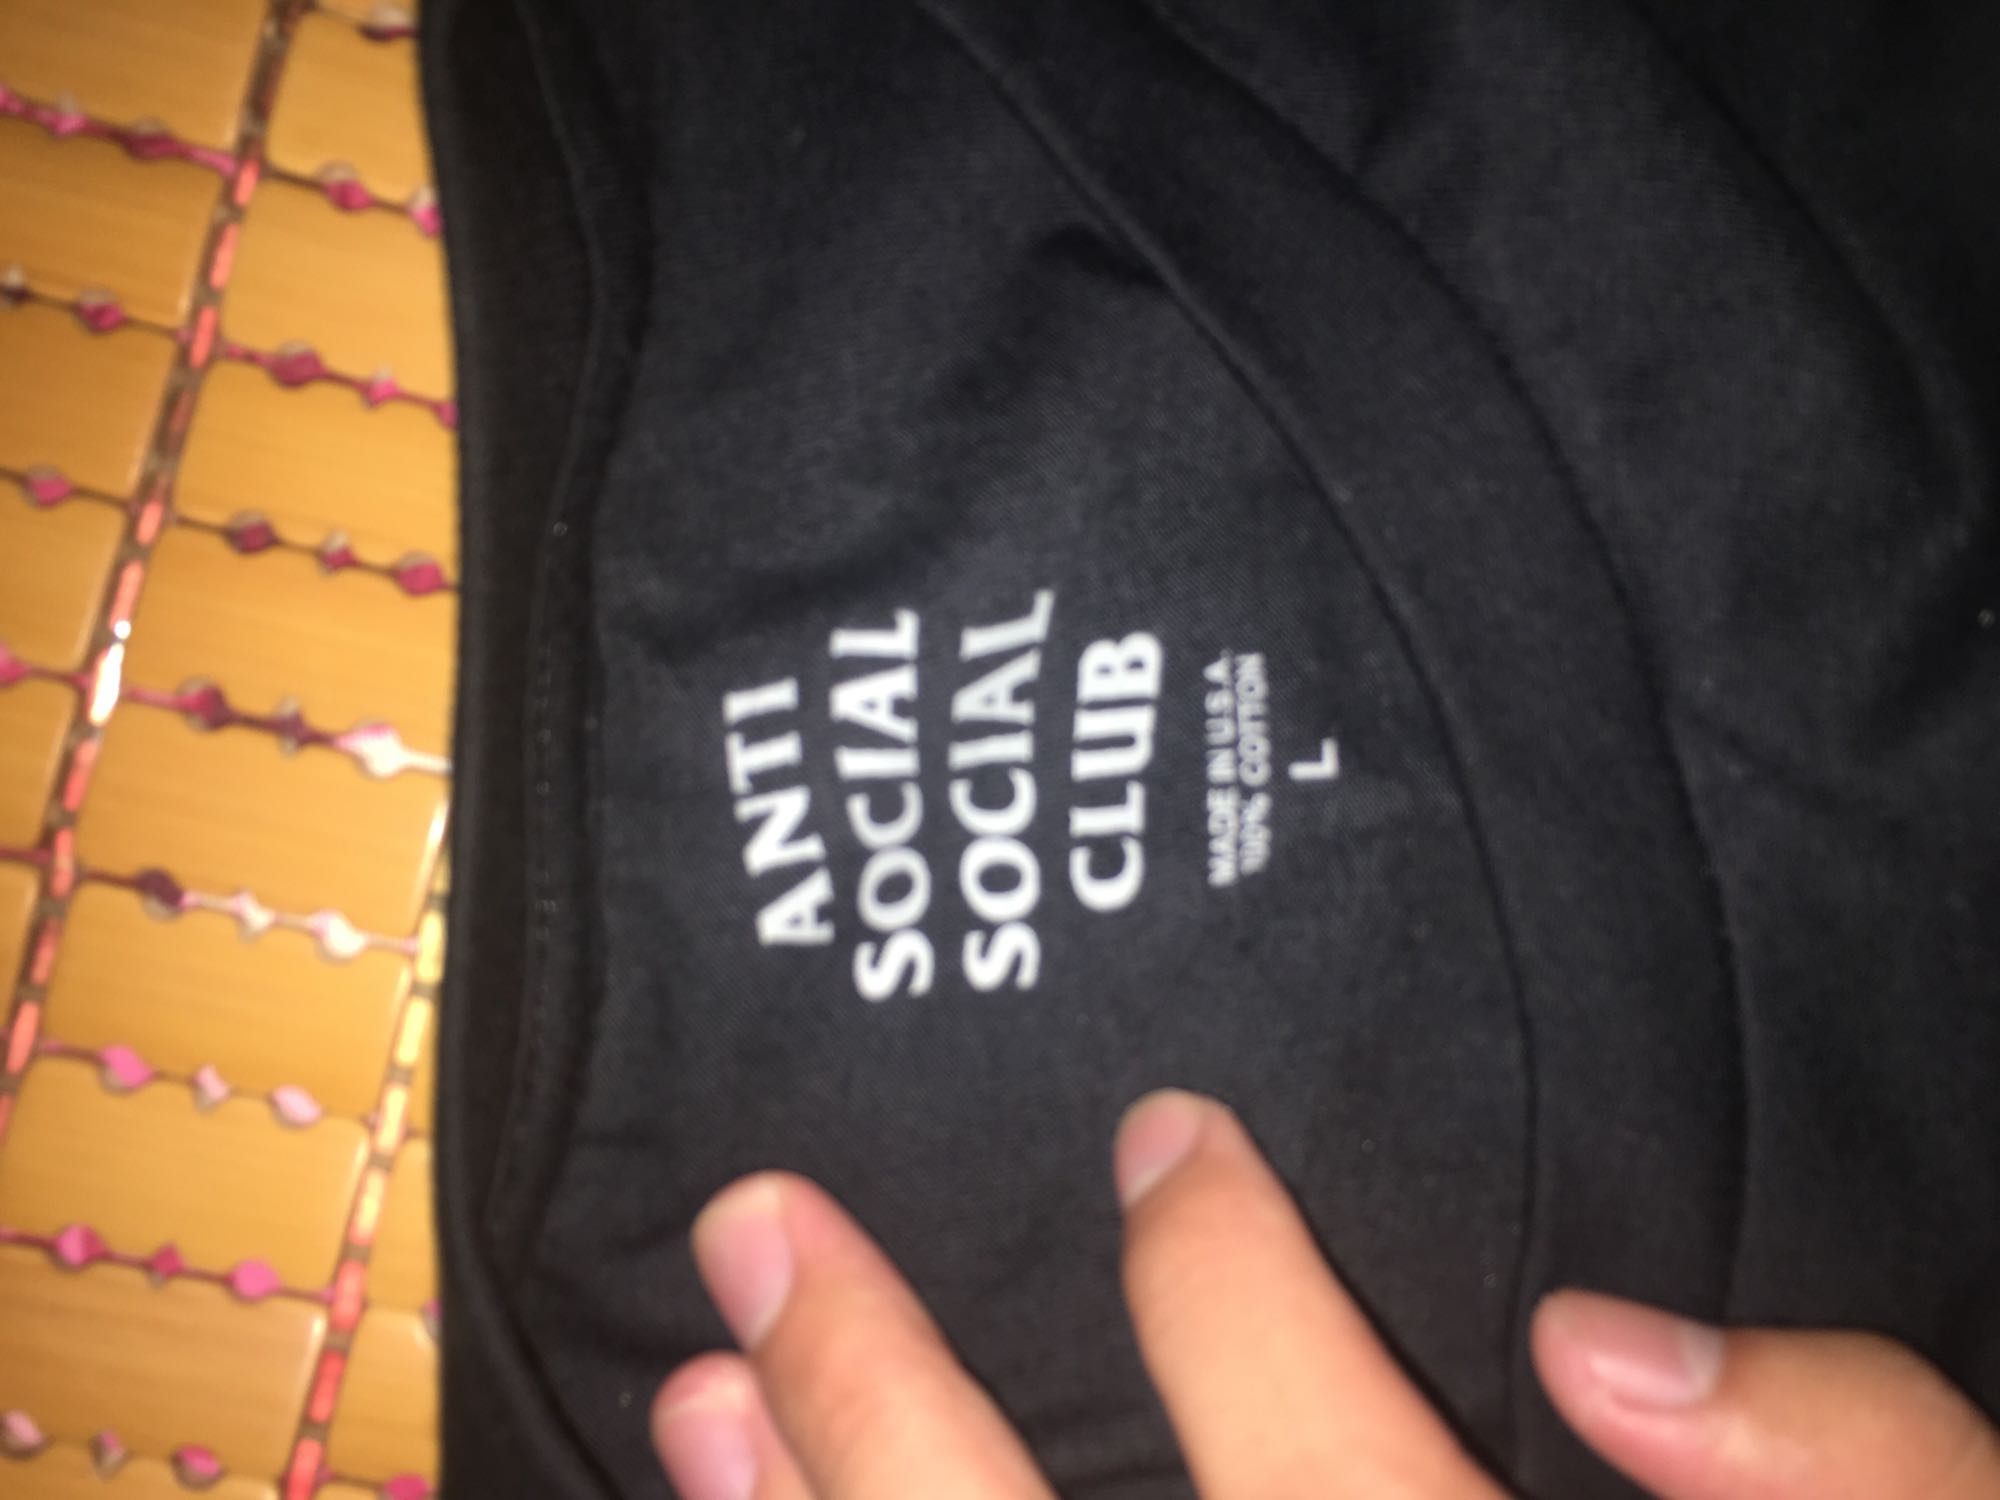 ANTI
SOCIAL
SOCIAL
CLUB
MADE IN U.S.A.
100% COTTON
L